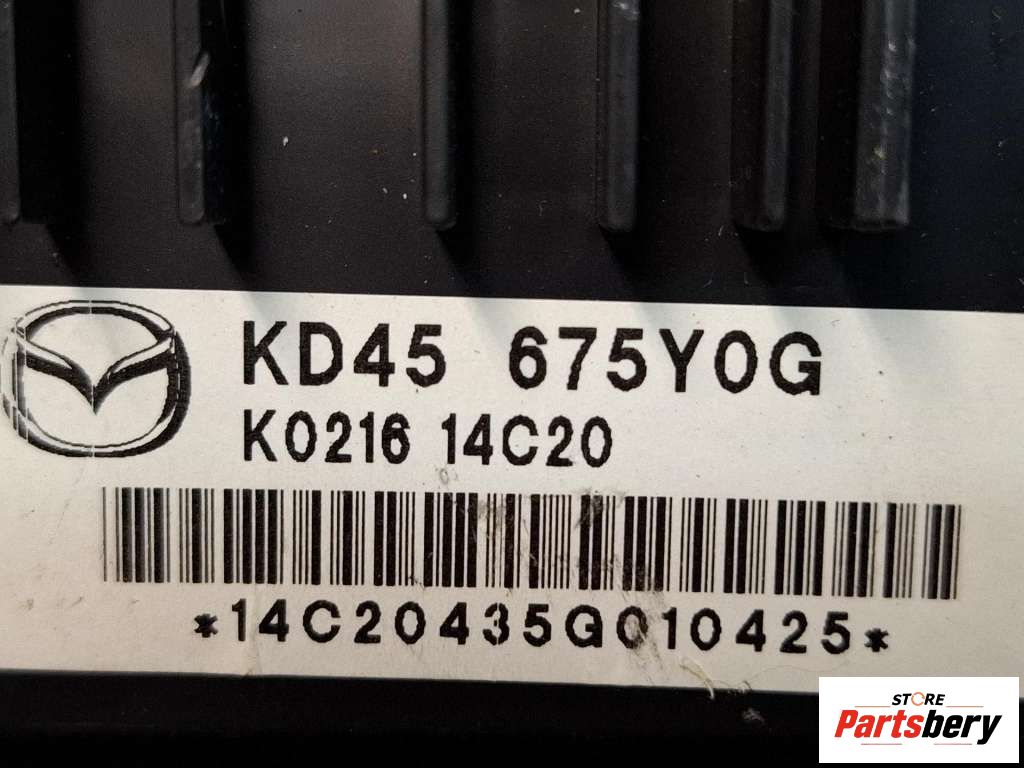 KD45 675Y0G
K0216 14C20
*14C20435G010425*
STORE
Partsbery